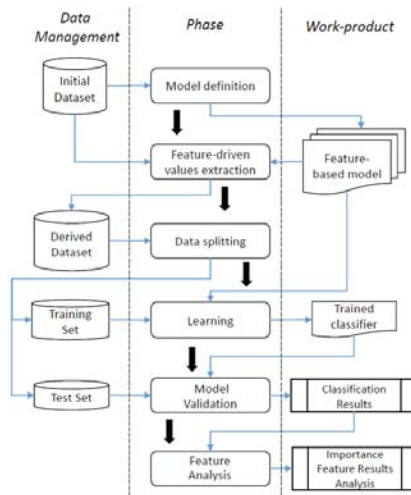 Data
Management
Phase
Work-product
Initial
Dataset
Model definition
Feature-driven
values extraction
Feature-
based model
Derived
Dataset
Data splitting
Training
Set
Learning
Trained
classifier
Test Set
Model
Validation
Classification
Results
Feature
Analysis
Importance
Feature Results
Analysis